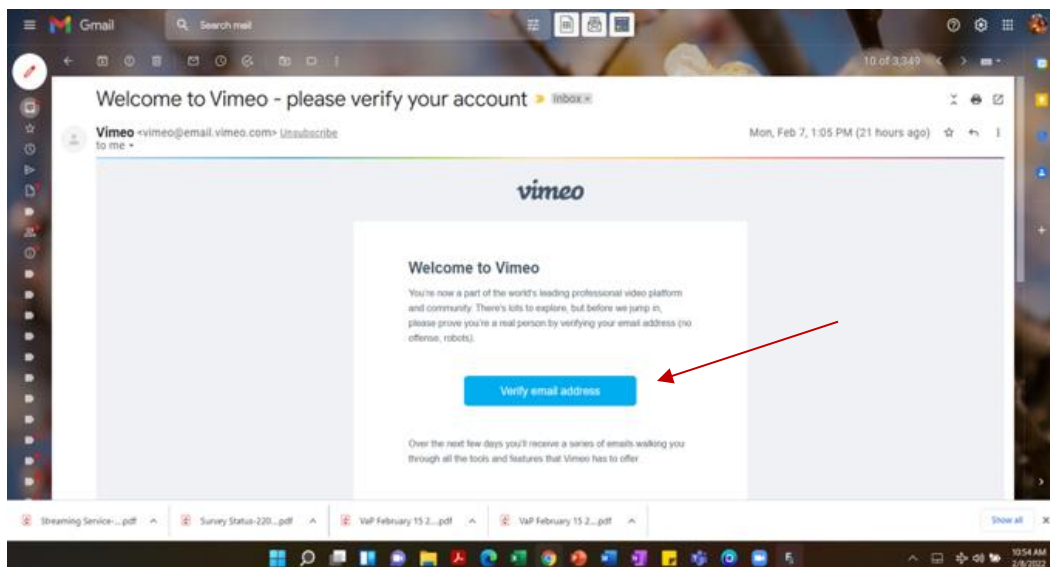 Gmail
Search mail
10 of 3,349
Welcome to Vimeo - please verify your account
Inbox
Vimeo <vimeo@email.vimeo.com> Unsubscribe
Mon, Feb 7, 1:05 PM (21 hours ago)
to me
vimeo
Welcome to Vimeo
You're now a part of the world's leading professional video platform
and community. There's lots to explore, but before we jump in,
please prove you're a real person by verifying your email address (no
offense, robots).
Verify email address
Over the next few days you'll receive a series of emails walking you
through all the tools and features that Vimeo has to offer
Streaming Service-....pdf
Survey Status-220....pdf
VaP February 15 2....pdf
VaP February 15 2....pdf
Show all
10:54 AM
2/8/2022